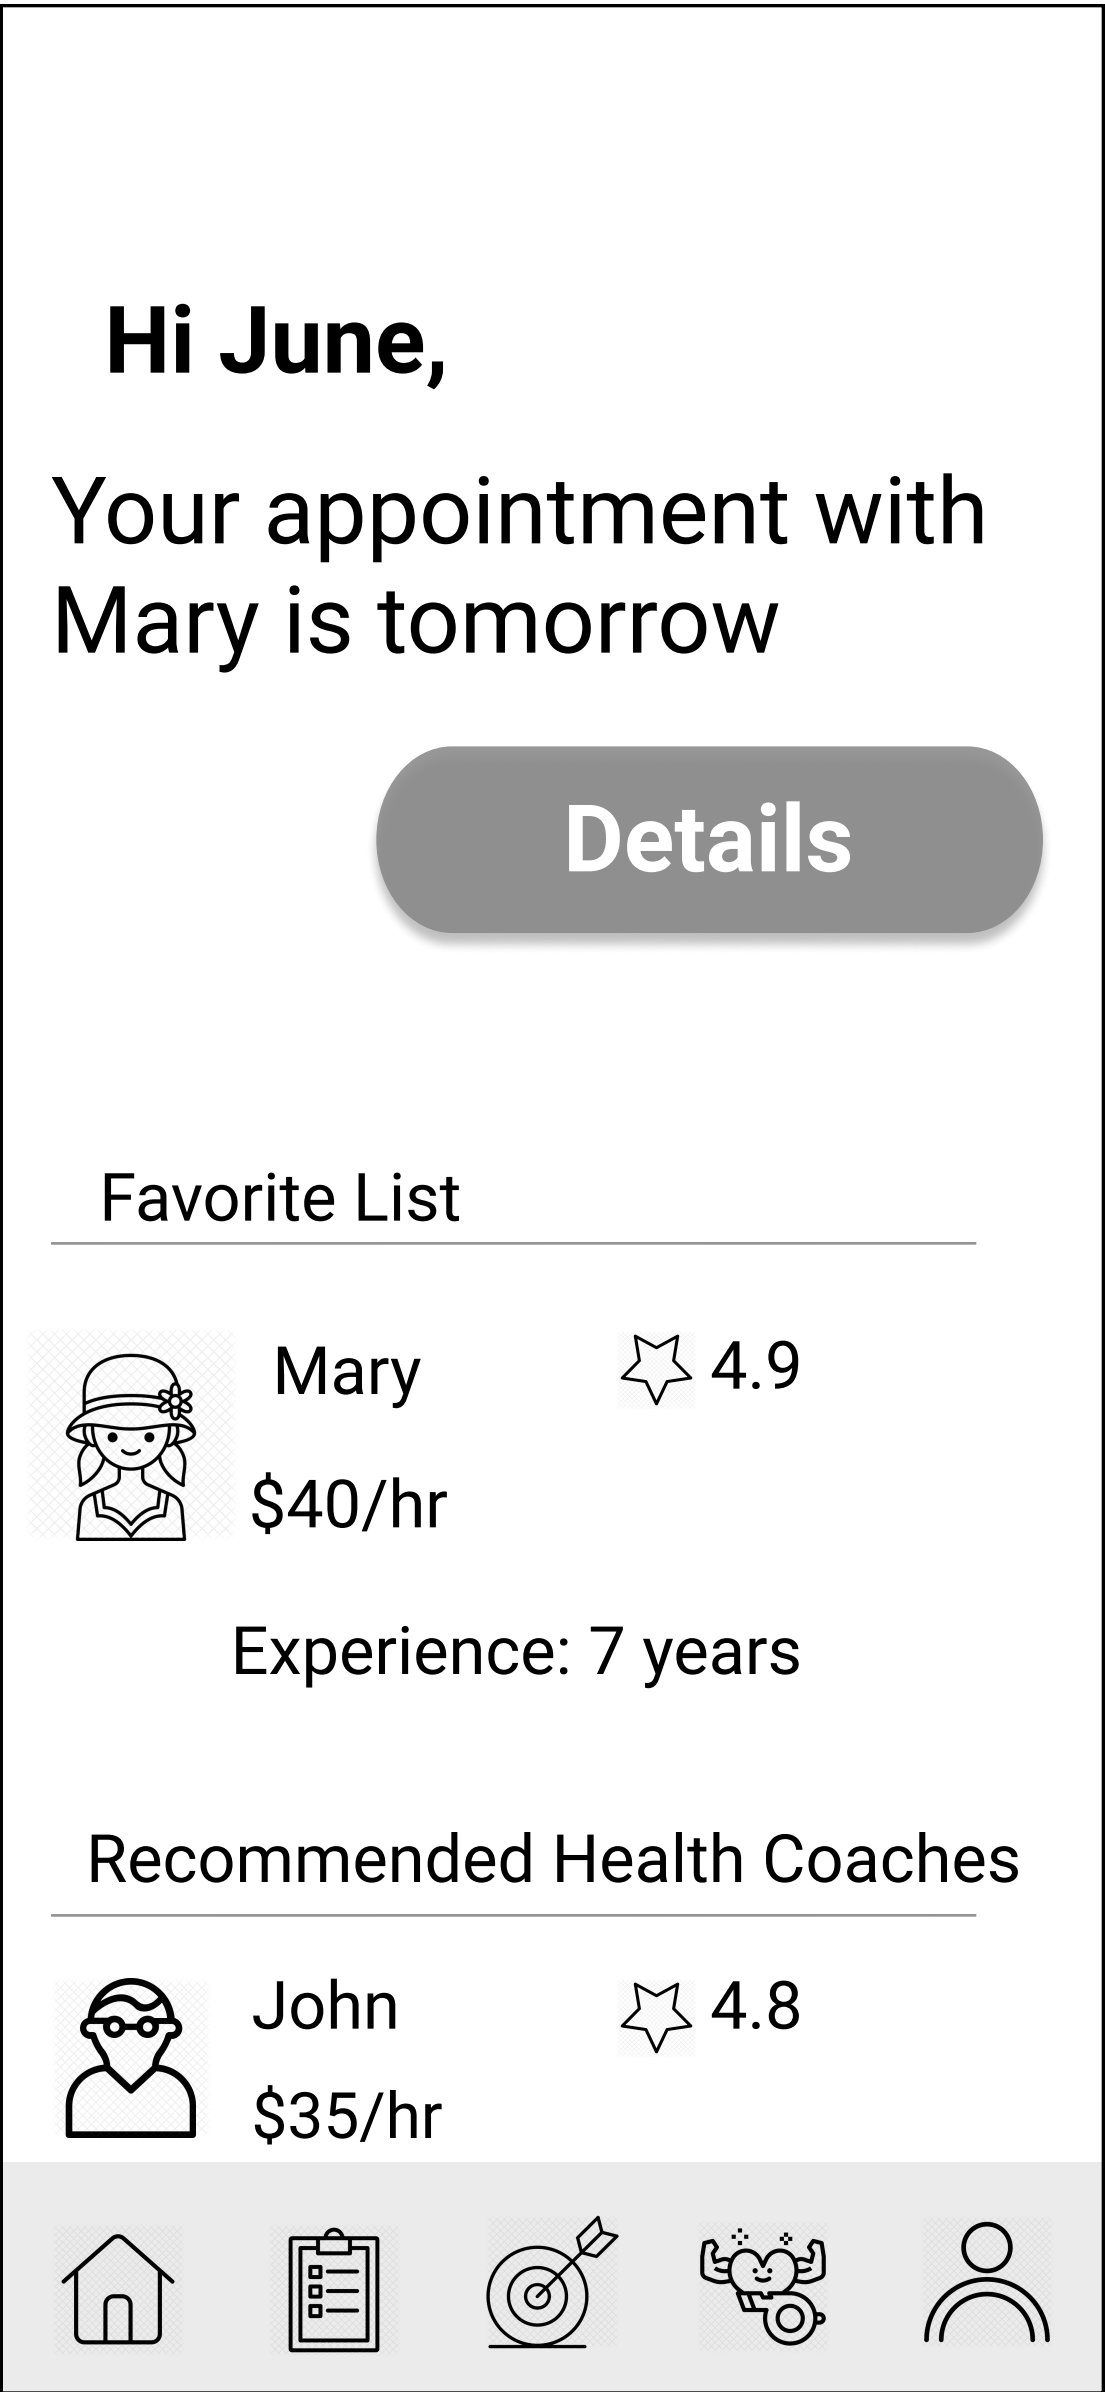 Hi June,
Your appointment with
Mary is tomorrow
Details
Favorite List
Mary 4.9
$40/hr
Experience: 7 years
Recommended Health Coaches
John 4.8
$35/hr